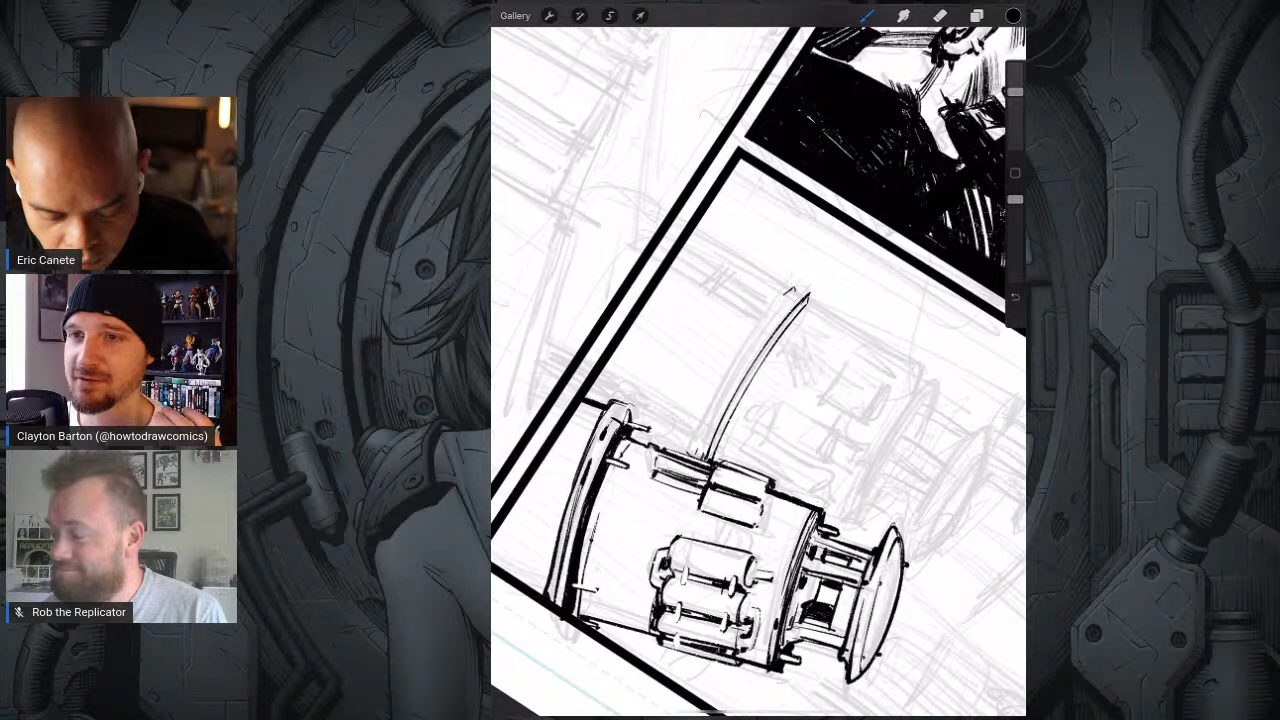 Gallery
Eric Canete
Clayton Barton (@howtodrawcomics)
Rob the Replicator